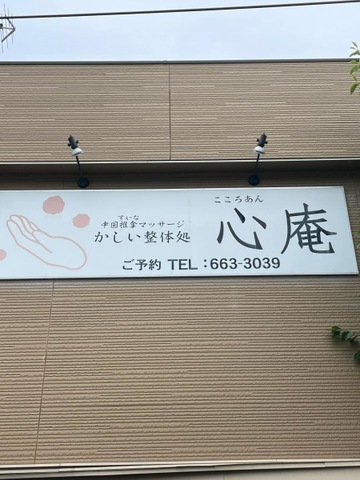 すいな
中国推拿マッサージ
かしい整体処
こころあん
心庵
ご予約 TEL：663-3039